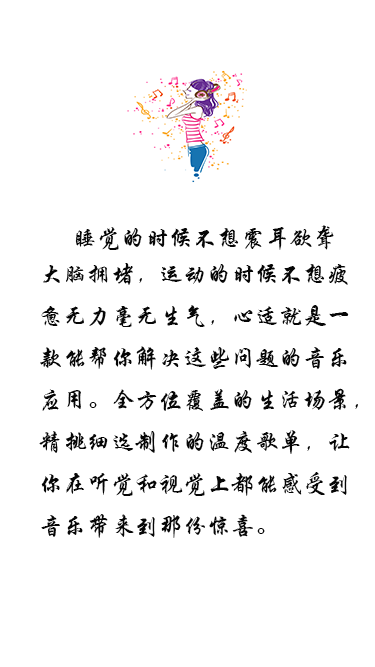 睡觉的时候不想震耳欲聋
大脑拥堵，运动的时候不想疲
惫无力毫无生气，心适就是一
款能帮你解决这些问题的音乐
应用。全方位覆盖的生活场景，
精挑细选制作的温度歌单，让
你在听觉和视觉上都能感受到
音乐带来到那份惊喜。